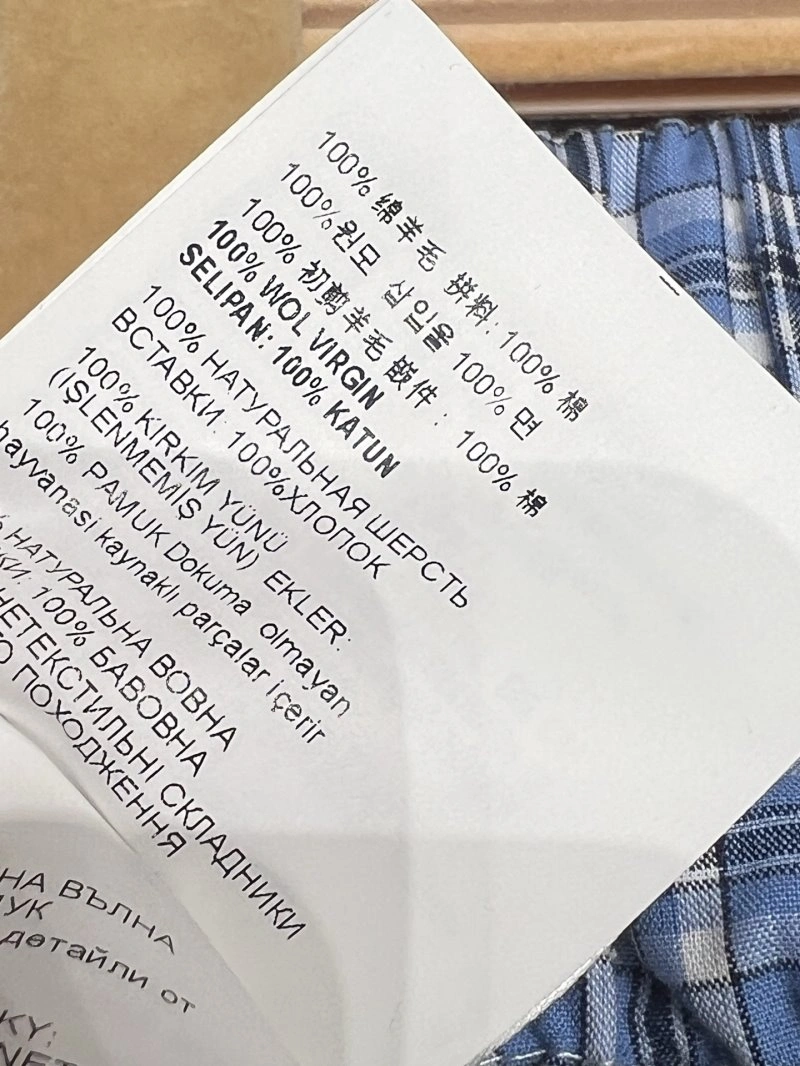 100% 绵羊毛 拼料: 100% 棉
100%원모 삽입물 100% 면
100% 初剪羊毛 嵌件: 100% 棉
100% WOL VIRGIN
SELIPAN: 100% KATUN
100% НАТУРАЛЬНАЯ ШЕРСТЬ
ВСТАВКИ: 100%ХЛОПОК
100% KIRKIM YÜNÜ
(IŞLENMEMİŞ YÜN) EKLER:
100% PAMUK Dokuma olmayan
hayvanasi kaynaklı parçalar içerir
% НАТУРАЛЬНА ВОВНА
100% БАВОВНА
НЕТЕКСТИЛЬНІ СКЛАДНИКИ
ПОХОДЖЕННЯ
НА ВЪЛНА
детайли от